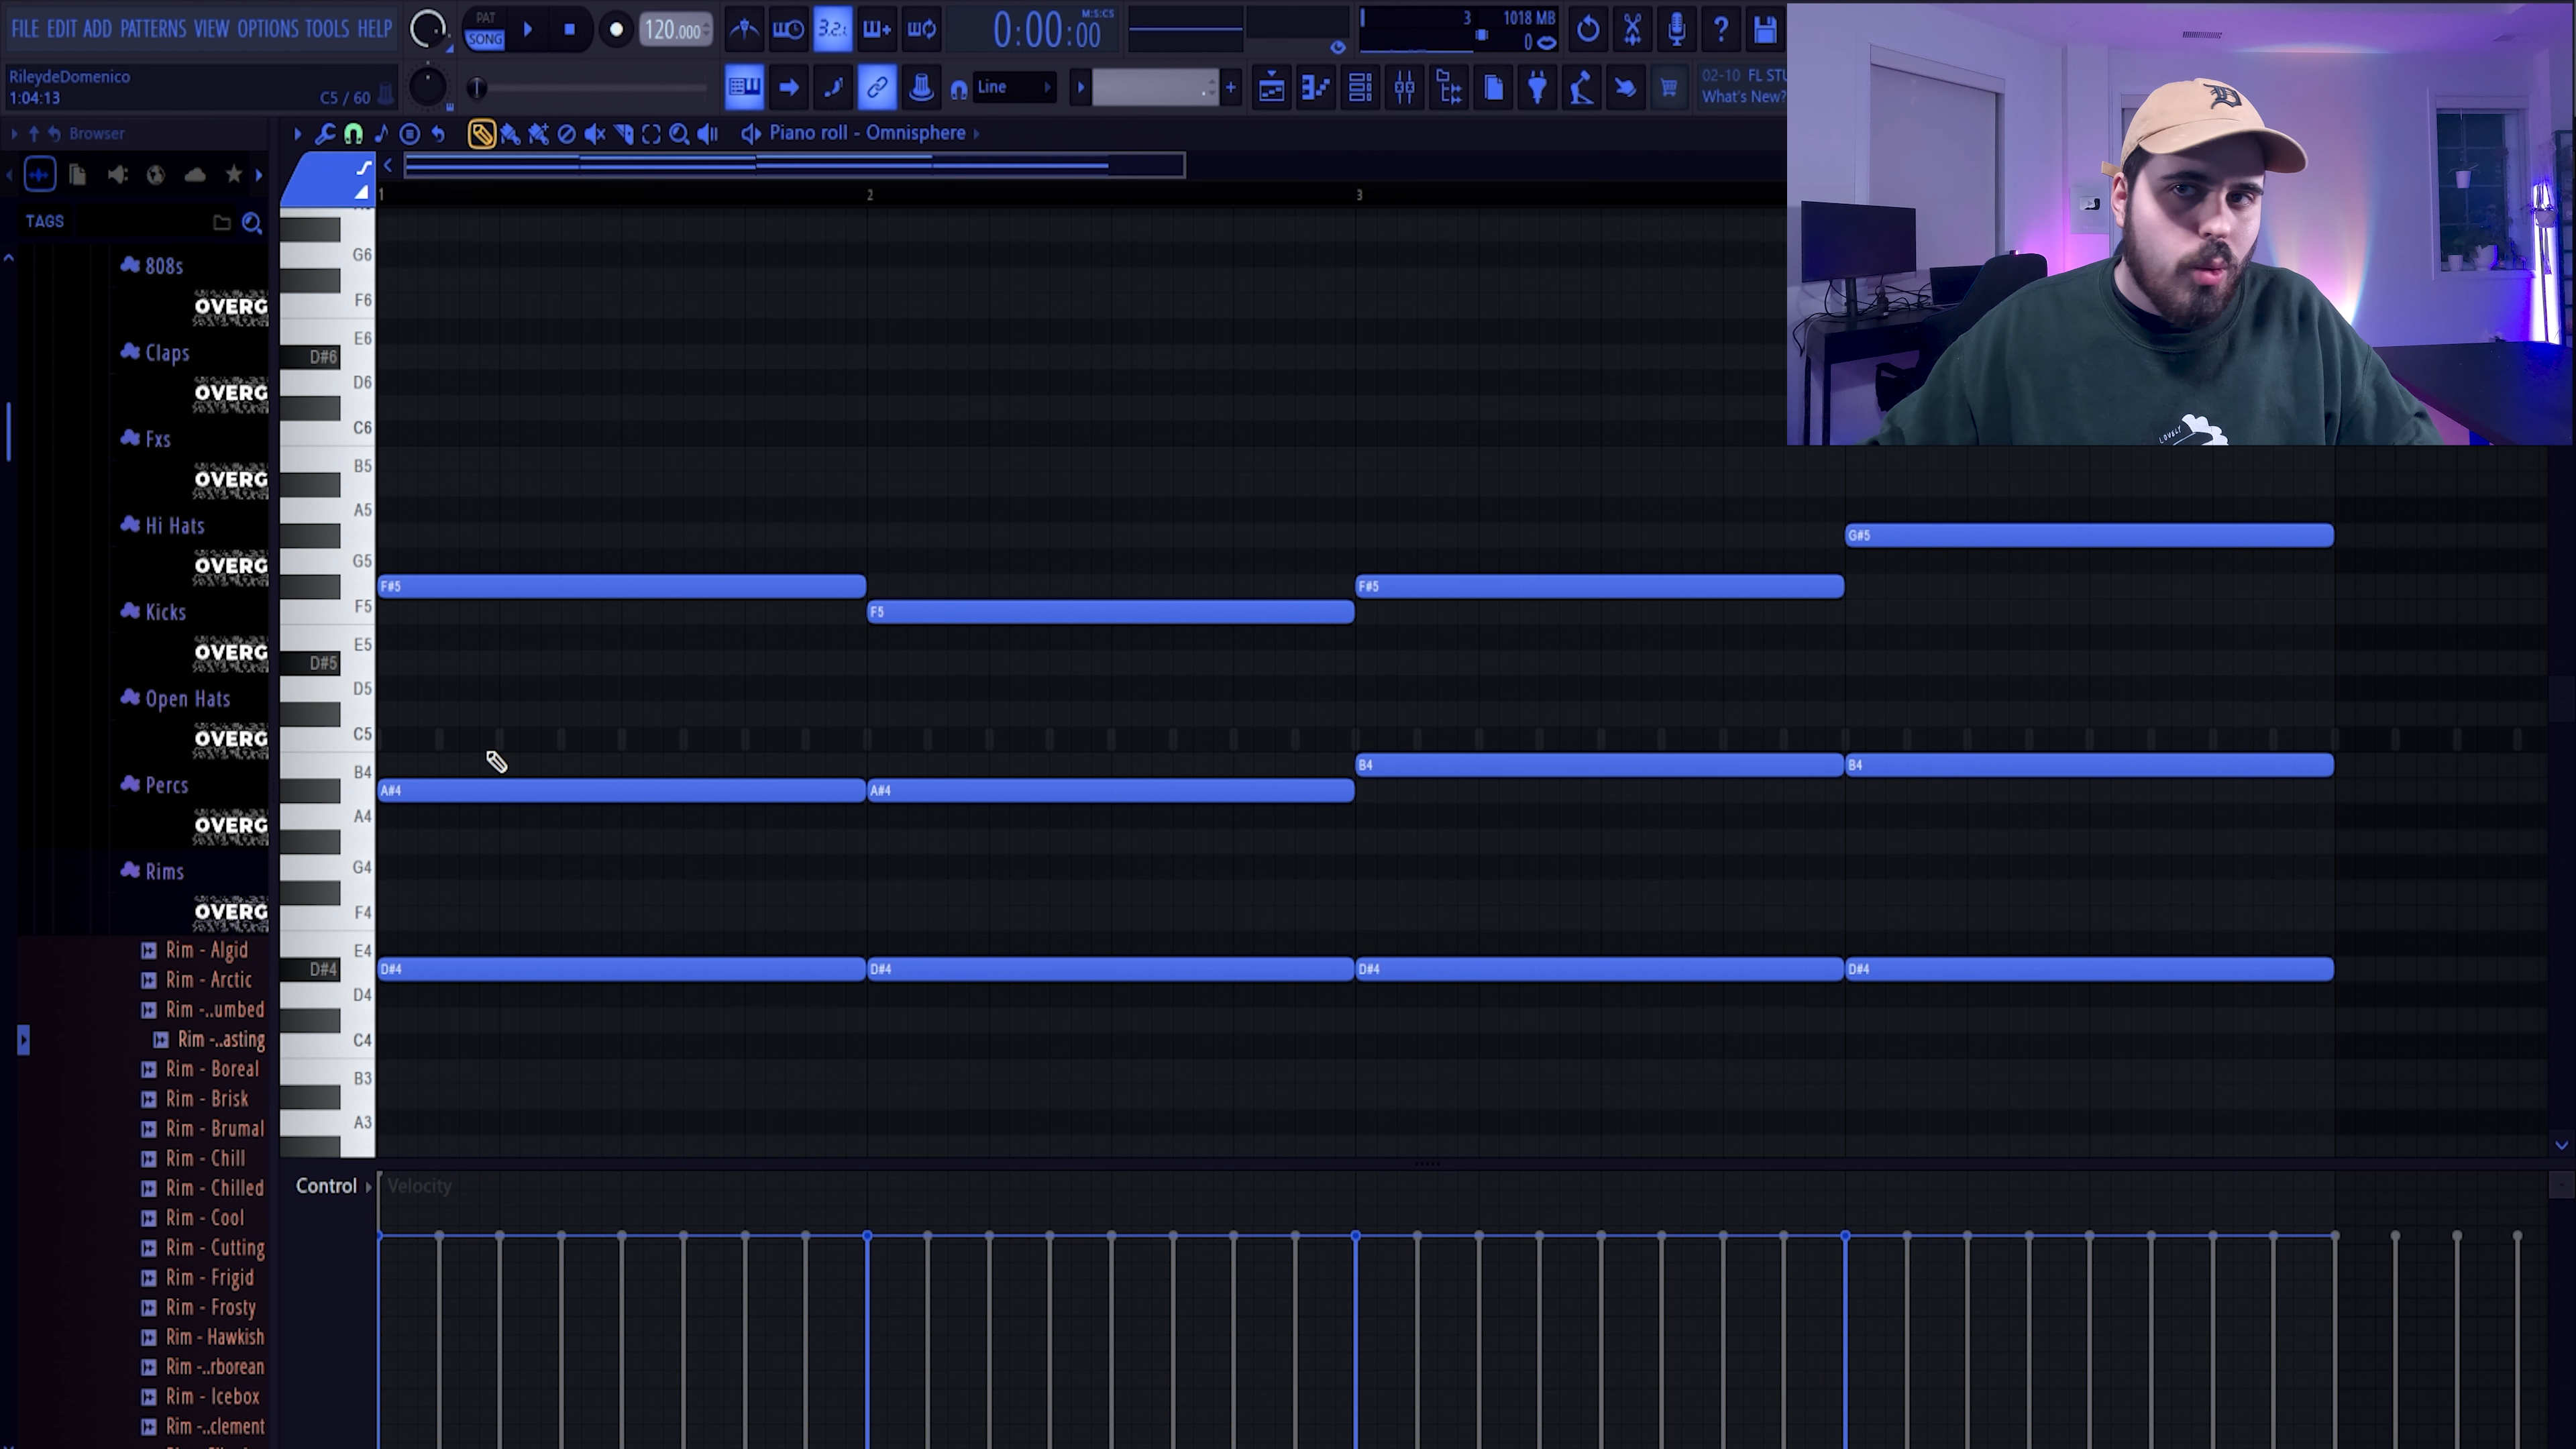 FILE EDIT ADD PATTERNS VIEW OPTIONS TOOLS HELP
PAT
SONG
120.000
3.2.:
0:00:00
M:S:CS
3
1018 MB
0
RileydeDomenico
1:04:13
C5 / 60
Line
02-10 FL STU
What's New?
Browser
Piano roll - Omnisphere
TAGS
808s
OVERG
Claps
OVERG
Fxs
OVERG
Hi Hats
OVERG
Kicks
OVERG
Open Hats
OVERG
Percs
OVERG
Rims
OVERG
Rim - Algid
Rim - Arctic
Rim -..umbed
Rim -..asting
Rim - Boreal
Rim - Brisk
Rim - Brumal
Rim - Chill
Rim - Chilled
Rim - Cool
Rim - Cutting
Rim - Frigid
Rim - Frosty
Rim - Hawkish
Rim -..rborean
Rim - Icebox
Rim -..clement
1
2
3
G6
F6
E6
D#6
D6
C6
B5
A5
G5
F5
E5
D#5
D5
C5
B4
A4
G4
F4
E4
D#4
D4
C4
B3
A3
G#5
F#5
F#5
F5
B4
B4
A#4
A#4
D#4
D#4
D#4
D#4
Control
Velocity
D
LOVELY